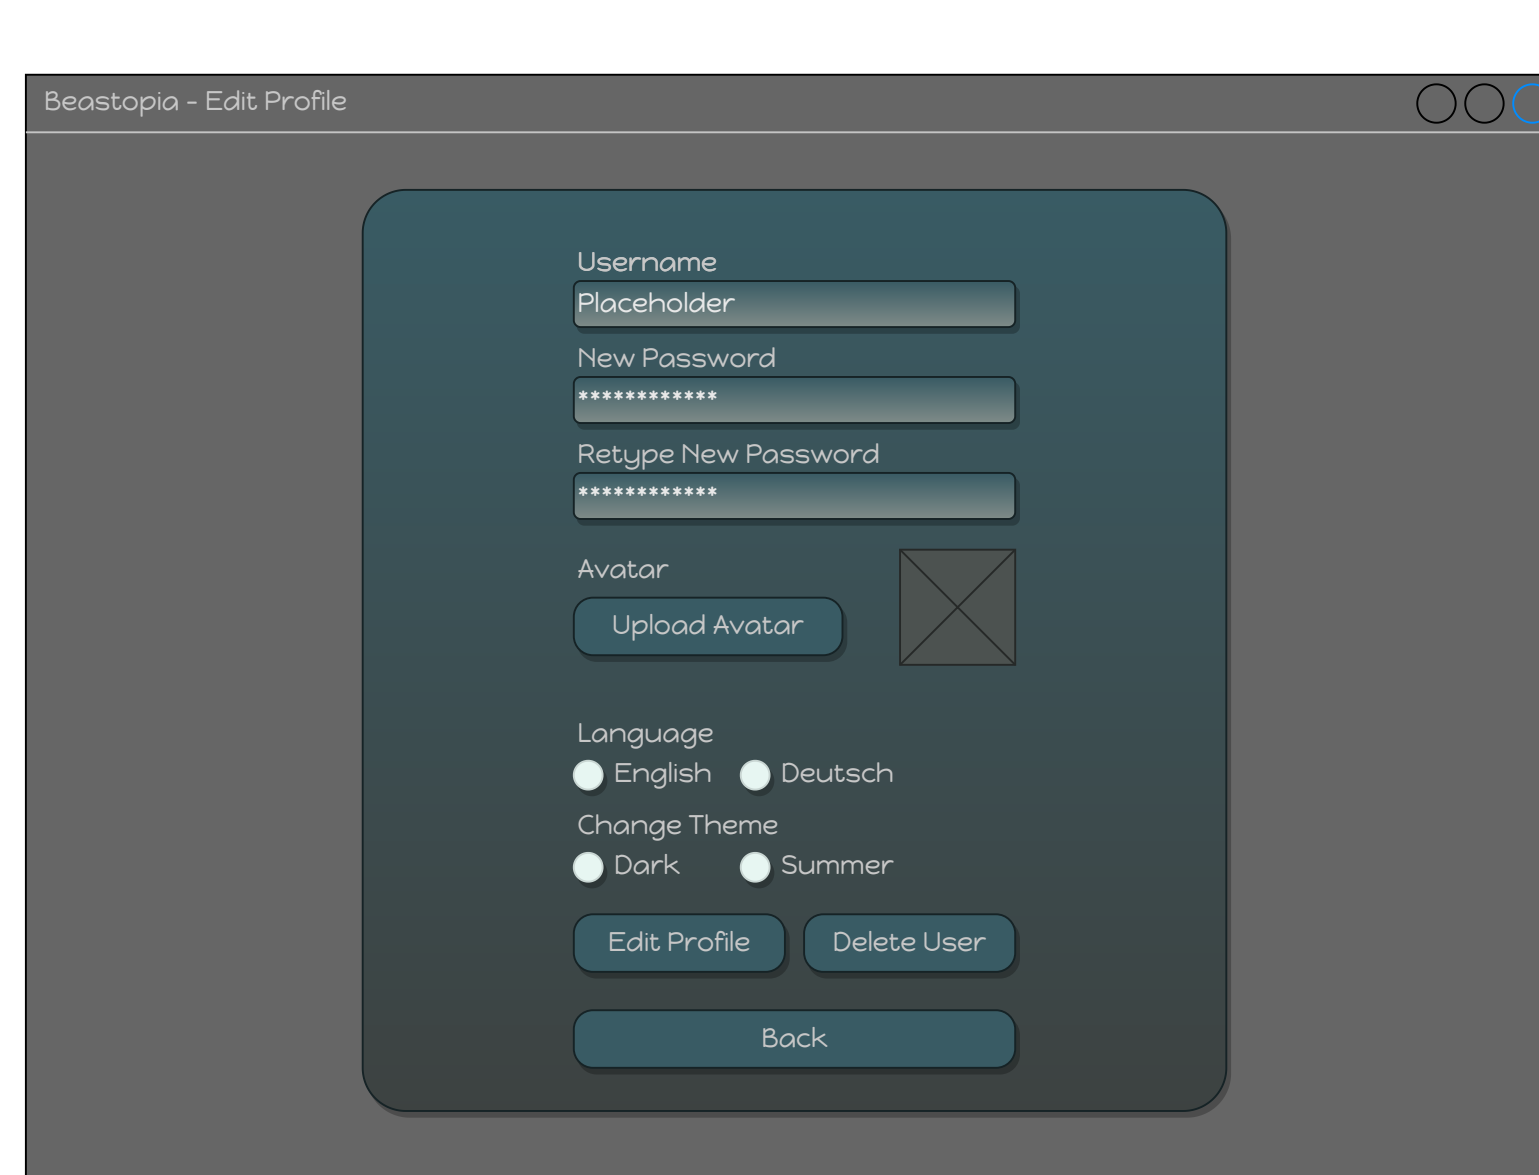 Beastopia - Edit Profile
Username
Placeholder
New Password
************
Retype New Password
************
Avatar
Upload Avatar
Language
English Deutsch
Change Theme
Dark Summer
Edit Profile Delete User
Back